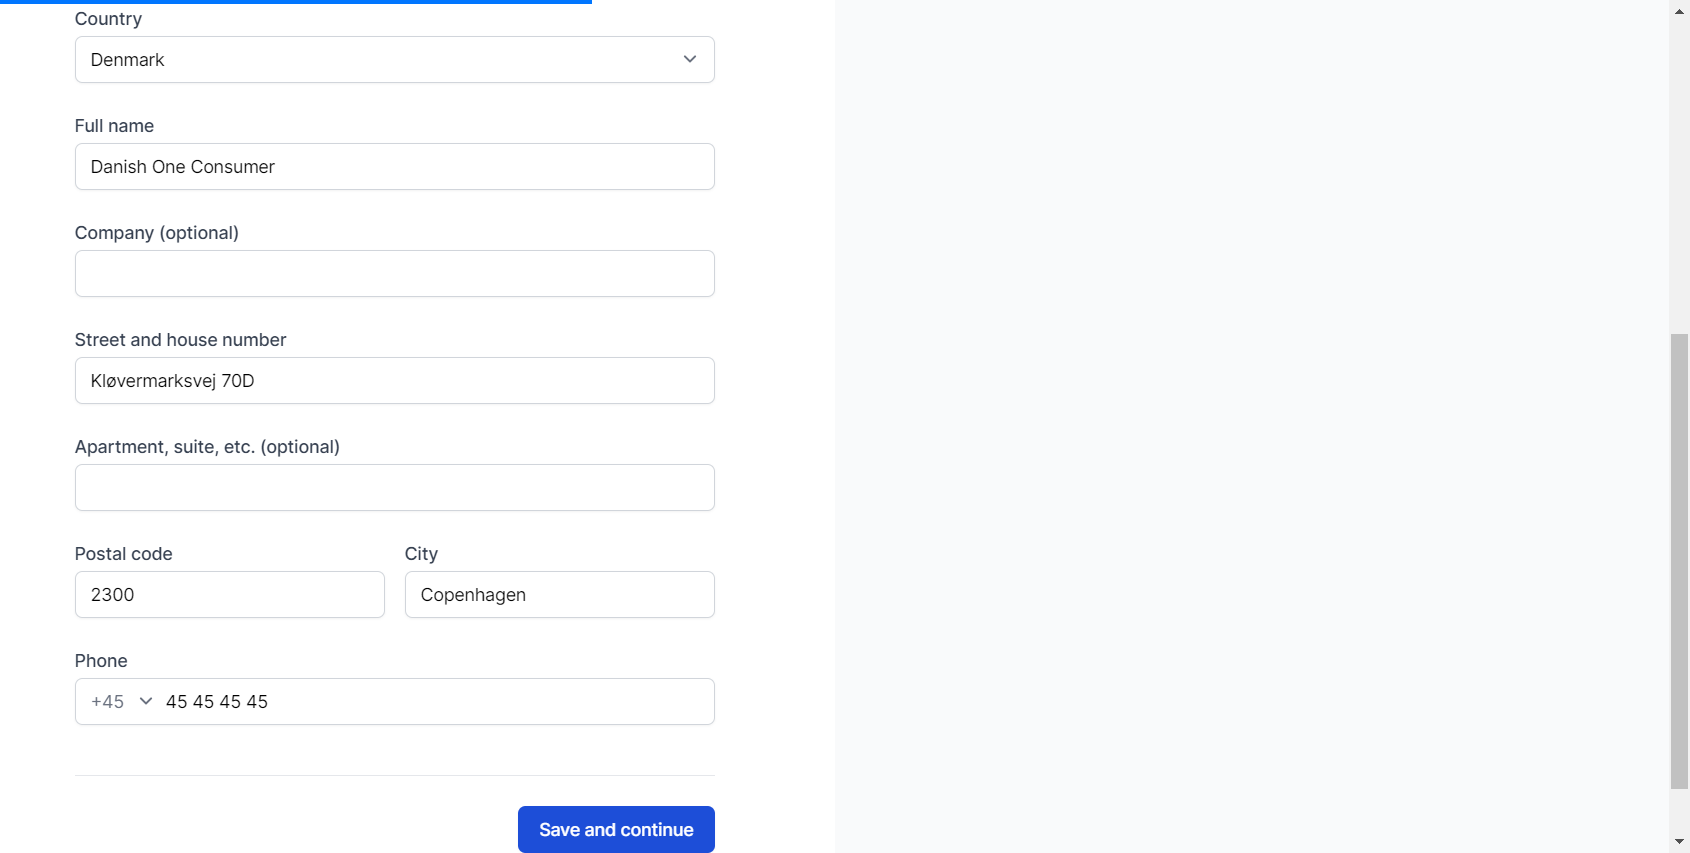 Country
Denmark
Full name
Danish One Consumer
Company (optional)
Street and house number
Kløvermarksvej 70D
Apartment, suite, etc. (optional)
Postal code
City
2300
Copenhagen
Phone
+45 45 45 45 45
Save and continue